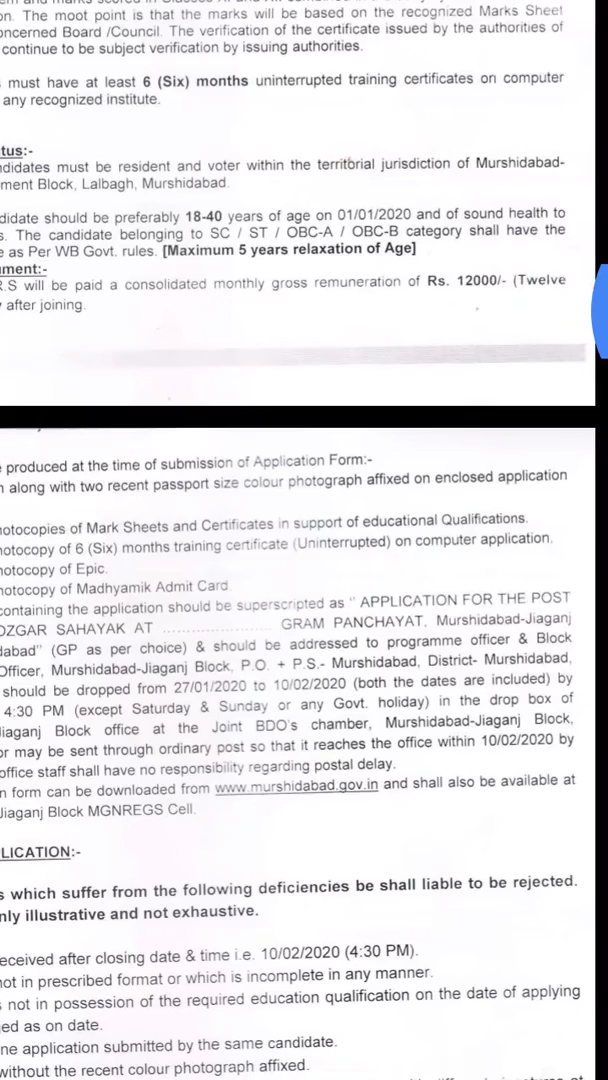 on. The moot point is that the marks will be based on the recognized Marks Sheet
oncerned Board /Council. The verification of the certificate issued by the authorities of
continue to be subject verification by issuing authorities.
must have at least 6 (Six) months uninterrupted training certificates on computer
any recognized institute.
tus:-
ndidates must be resident and voter within the territorial jurisdiction of Murshidabad-
ment Block, Lalbagh, Murshidabad.
didate should be preferably 18-40 years of age on 01/01/2020 and of sound health to
s. The candidate belonging to SC / ST / OBC-A / OBC-B category shall have the
e as Per WB Govt. rules. [Maximum 5 years relaxation of Age]
ment:-
R.S will be paid a consolidated monthly gross remuneration of Rs. 12000/- (Twelve
after joining.
e produced at the time of submission of Application Form:-
n along with two recent passport size colour photograph affixed on enclosed application
hotocopies of Mark Sheets and Certificates in support of educational Qualifications.
hotocopy of 6 (Six) months training certificate (Uninterrupted) on computer application.
hotocopy of Epic.
hotocopy of Madhyamik Admit Card.
containing the application should be superscripted as " APPLICATION FOR THE POST
OZGAR SAHAYAK AT ...................... GRAM PANCHAYAT, Murshidabad-Jiaganj
dabad" (GP as per choice) & should be addressed to programme officer & Block
Officer, Murshidabad-Jiaganj Block, P.O. + P.S.- Murshidabad, District- Murshidabad,
should be dropped from 27/01/2020 to 10/02/2020 (both the dates are included) by
4:30 PM (except Saturday & Sunday or any Govt. holiday) in the drop box of
Jiaganj Block office at the Joint BDO's chamber, Murshidabad-Jiaganj Block,
or may be sent through ordinary post so that it reaches the office within 10/02/2020 by
office staff shall have no responsibility regarding postal delay.
n form can be downloaded from www.murshidabad.gov.in and shall also be available at
Jiaganj Block MGNREGS Cell.
LICATION:-
s which suffer from the following deficiencies be shall liable to be rejected.
nly illustrative and not exhaustive.
eceived after closing date & time i.e. 10/02/2020 (4:30 PM).
not in prescribed format or which is incomplete in any manner.
s not in possession of the required education qualification on the date of applying
ed as on date.
ne application submitted by the same candidate.
without the recent colour photograph affixed.